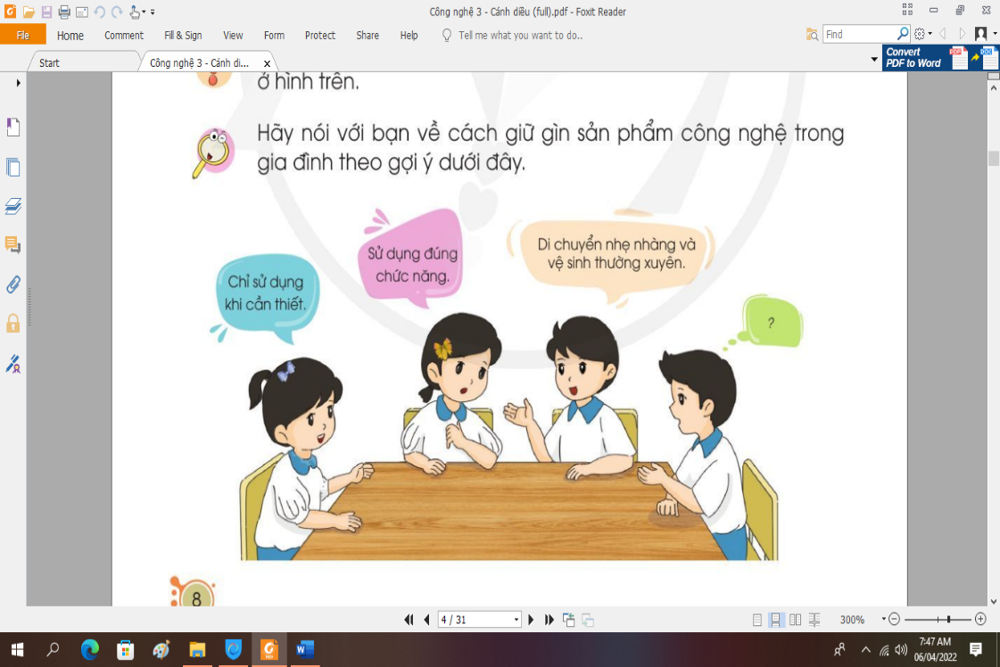 Công nghệ 3 - Cánh diều (full).pdf - Foxit Reader
File Home Comment Fill & Sign View Form Protect Share Help Tell me what you want to do.. Find
Start Công nghệ 3 - Cánh di... x
Convert
PDF to Word
ở hình trên.
Hãy nói với bạn về cách giữ gìn sản phẩm công nghệ trong
gia đình theo gợi ý dưới đây.
Chỉ sử dụng
khi cần thiết.
Sử dụng đúng
chức năng.
Di chuyển nhẹ nhàng và
vệ sinh thường xuyên.
?
8
4 / 31
300%
7:47 AM
06/04/2022